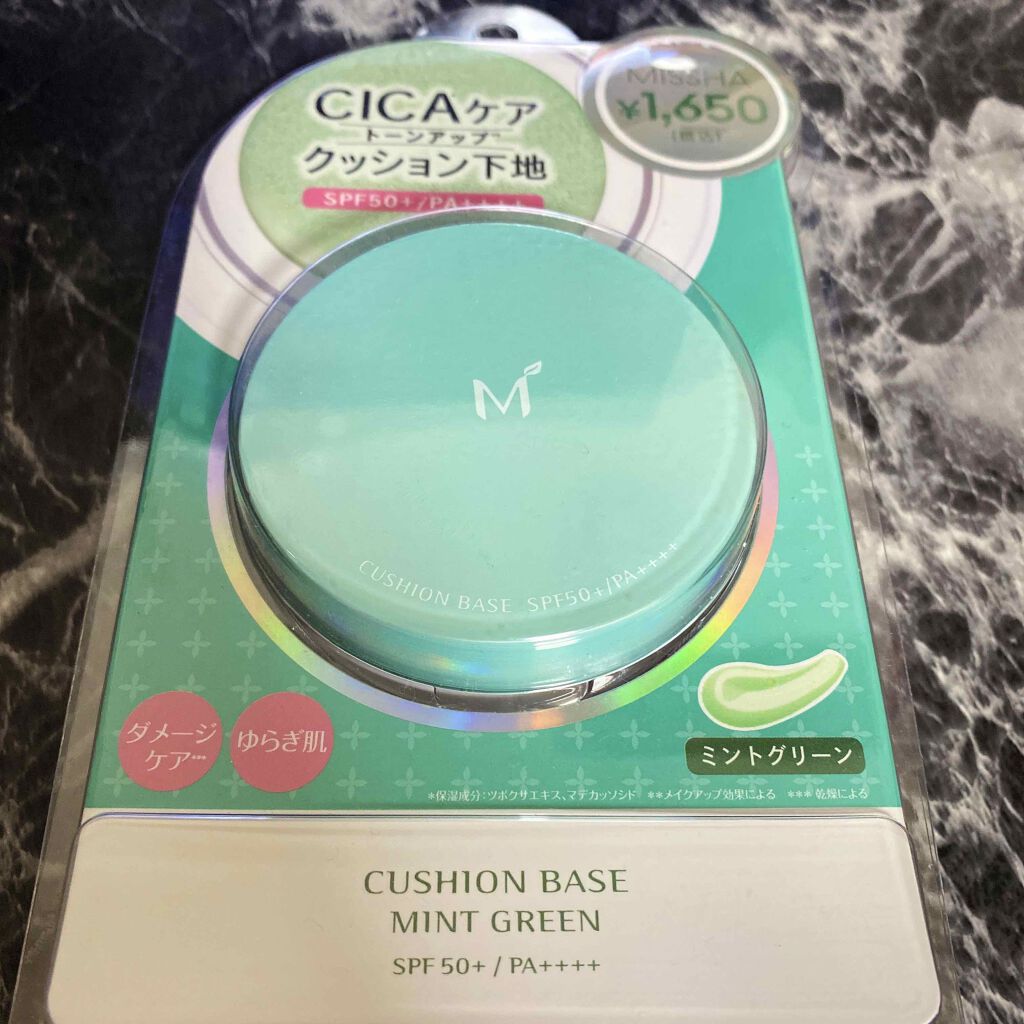 MISSHA
¥1,650
(税込)
CICAケア
トーンアップ**
クッション下地
SPF50+/PA++++
M
CUSHION BASE SPF50+/PA++++
ダメージ
ケア***
ゆらぎ肌
ミントグリーン
*保湿成分:ツボクサエキス、マデカッソシド **メイクアップ効果による *** 乾燥による
CUSHION BASE
MINT GREEN
SPF 50+ / PA++++